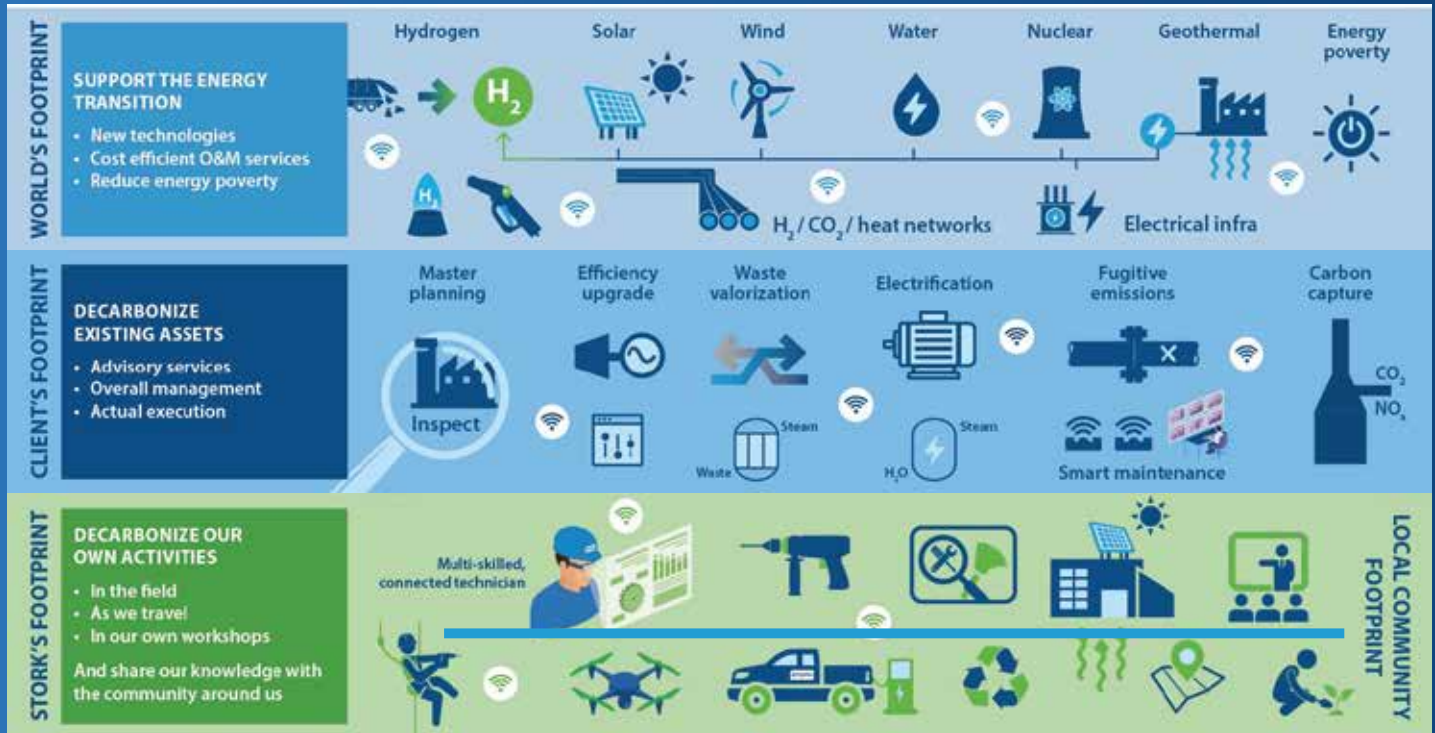 WORLD'S FOOTPRINT
SUPPORT THE ENERGY
TRANSITION
• New technologies
• Cost efficient O&M services
• Reduce energy poverty
Hydrogen
Solar
Wind
Water
Nuclear
Geothermal
Energy
poverty
H₂
H₂
H₂/CO₂/heat networks
Electrical infra
CLIENT'S FOOTPRINT
DECARBONIZE
EXISTING ASSETS
• Advisory services
• Overall management
• Actual execution
Master
planning
Inspect
Efficiency
upgrade
Waste
valorization
Steam
Waste
Electrification
Steam
H₂O
Fugitive
emissions
Smart maintenance
Carbon
capture
CO₂
NOₓ
STORK'S FOOTPRINT
DECARBONIZE OUR
OWN ACTIVITIES
• In the field
• As we travel
• In our own workshops
And share our knowledge with
the community around us
Multi-skilled,
connected technician
LOCAL COMMUNITY
FOOTPRINT